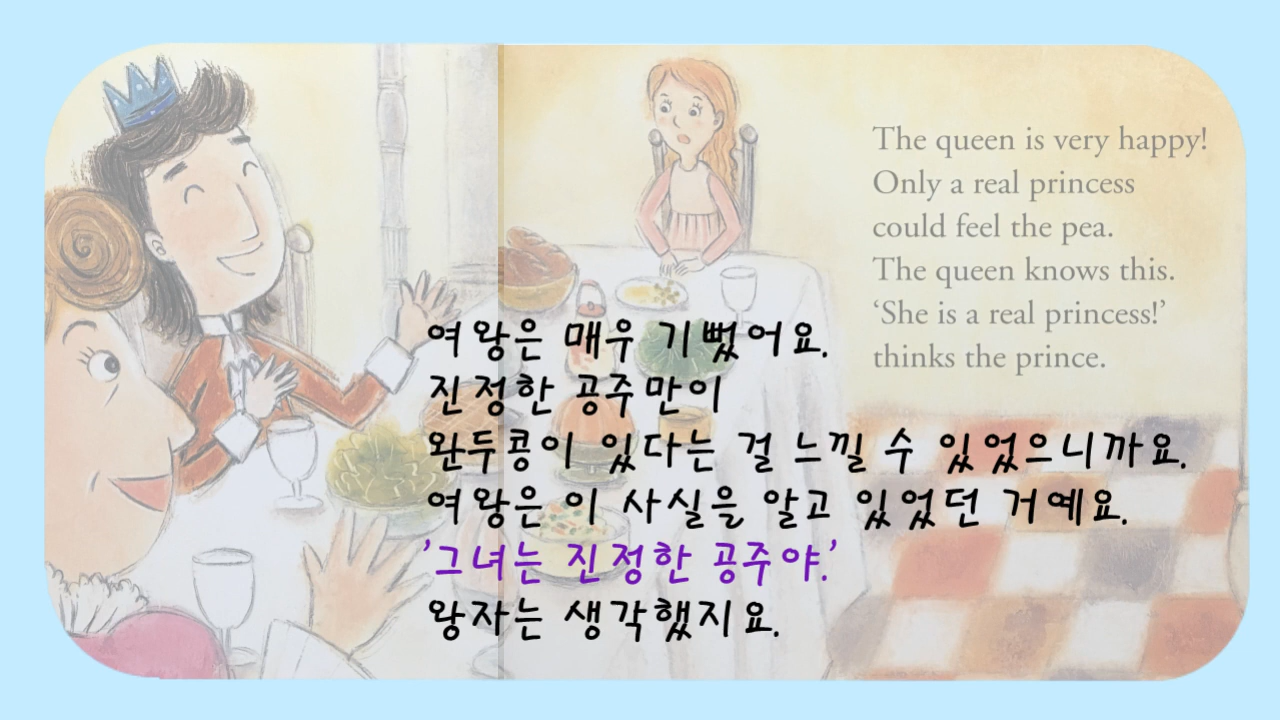 The queen is very happy!
Only a real princess
could feel the pea.
The queen knows this.
‘She is a real princess!’
thinks the prince.
여왕은 매우 기뻤어요.
진정한 공주만이
완두콩이 있다는 걸 느낄 수 있었으니까요.
여왕은 이 사실을 알고 있었던 거예요.
’그녀는 진정한 공주야.’
왕자는 생각했지요.